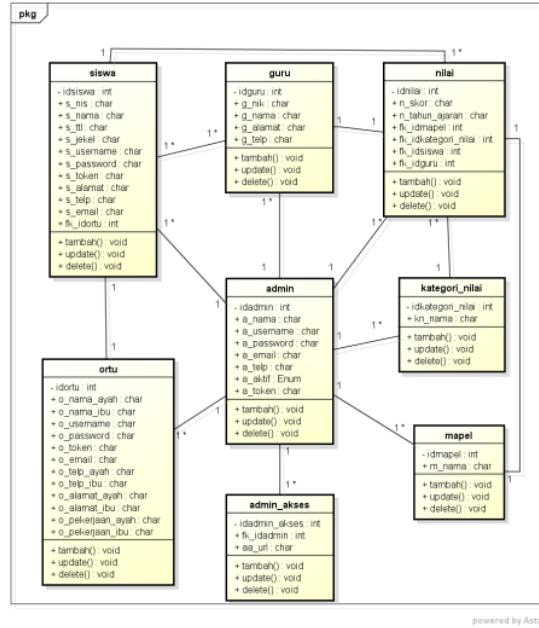 pkg
1
1 *
siswa
- idsiswa : int
+ s_nis : char
+ s_nama : char
+ s_ttl : char
+ s_jekel : char
+ s_username : char
+ s_password : char
+ s_token : char
+ s_alamat : char
+ s_telp : char
+ s_email : char
+ fk_idortu : int
+ tambah() : void
+ update() : void
+ delete() : void
guru
- idguru : int
+ g_nik : char
+ g_nama : char
+ g_alamat : char
+ g_telp : char
+ tambah() : void
+ update() : void
+ delete() : void
nilai
- idnilai : int
+ n_skor : char
+ n_tahun_ajaran : char
+ fk_idmapel : int
+ fk_idkategori_nilai : int
+ fk_idsiswa : int
+ fk_idguru : int
+ tambah() : void
+ update() : void
+ delete() : void
1 *
1 *
1
1
1
1 *
1 *
1 *
1 *
1
1
1
1
admin
- idadmin : int
+ a_nama : char
+ a_username : char
+ a_password : char
+ a_email : char
+ a_telp : char
+ a_aktif : Enum
+ a_token : char
+ tambah() : void
+ update() : void
+ delete() : void
kategori_nilai
- idkategori_nilai : int
+ kn_nama : char
+ tambah() : void
+ update() : void
+ delete() : void
1
1 *
1
1
1
ortu
- idortu : int
+ o_nama_ayah : char
+ o_nama_ibu : char
+ o_username : char
+ o_password : char
+ o_token : char
+ o_email : char
+ o_telp_ayah : char
+ o_telp_ibu : char
+ o_alamat_ayah : char
+ o_alamat_ibu : char
+ o_pekerjaan_ayah : char
+ o_pekerjaan_ibu : char
+ tambah() : void
+ update() : void
+ delete() : void
1
1 *
1 *
mapel
- idmapel : int
+ m_nama : char
+ tambah() : void
+ update() : void
+ delete() : void
1
1
1 *
admin_akses
- idadmin_akses : int
+ fk_idadmin : int
+ aa_url : char
+ tambah() : void
+ update() : void
+ delete() : void
powered by Asta